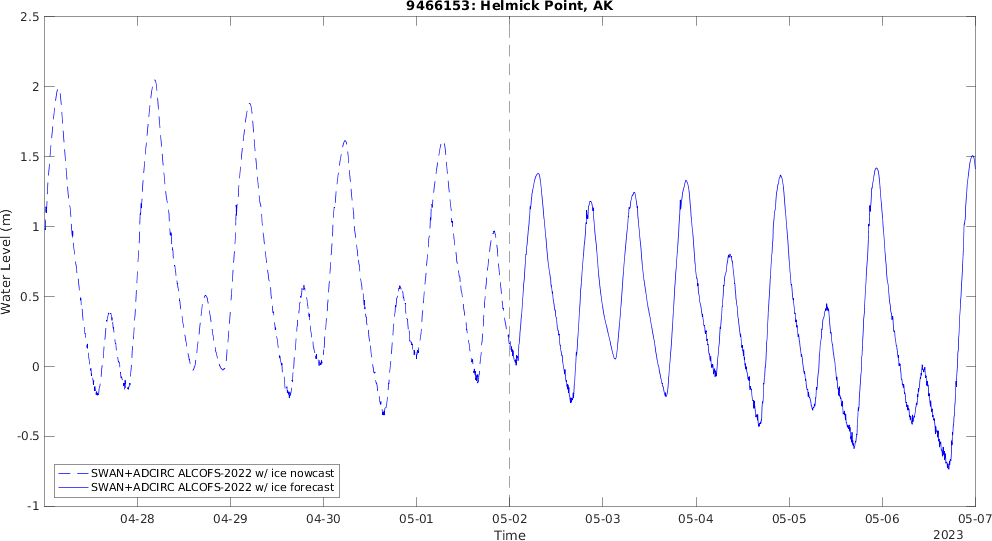 9466153: Helmick Point, AK
Water Level (m)
2.5
2
1.5
1
0.5
0
-0.5
-1
SWAN+ADCIRC ALCOFS-2022 w/ ice nowcast
SWAN+ADCIRC ALCOFS-2022 w/ ice forecast
04-28 04-29 04-30 05-01 05-02 05-03 05-04 05-05 05-06 05-07
Time
2023